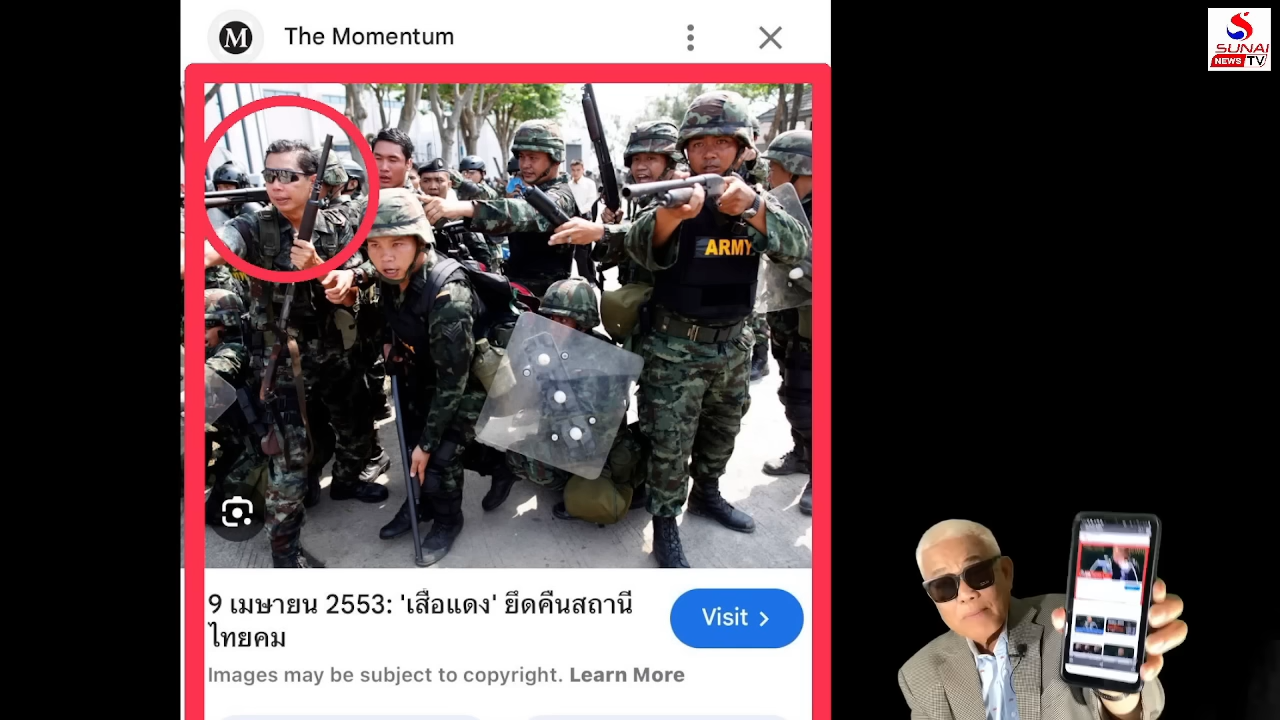 M
The Momentum
SUNAI
NEWS TV
ARMY
9 เมษายน 2553: 'เสื้อแดง' ยึดคืนสถานี
ไทยคม
Visit
Images may be subject to copyright. Learn More